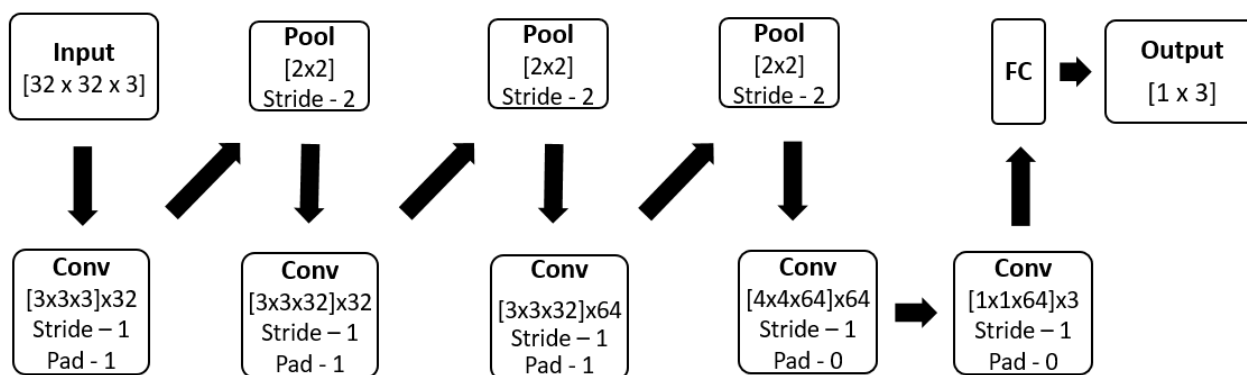 Input
[32 x 32 x 3]
Conv
[3x3x3]x32
Stride – 1
Pad - 1
Pool
[2x2]
Stride - 2
Conv
[3x3x32]x32
Stride – 1
Pad - 1
Pool
[2x2]
Stride - 2
Conv
[3x3x32]x64
Stride – 1
Pad - 1
Pool
[2x2]
Stride - 2
Conv
[4x4x64]x64
Stride – 1
Pad - 0
Conv
[1x1x64]x3
Stride – 1
Pad - 0
FC
Output
[1 x 3]